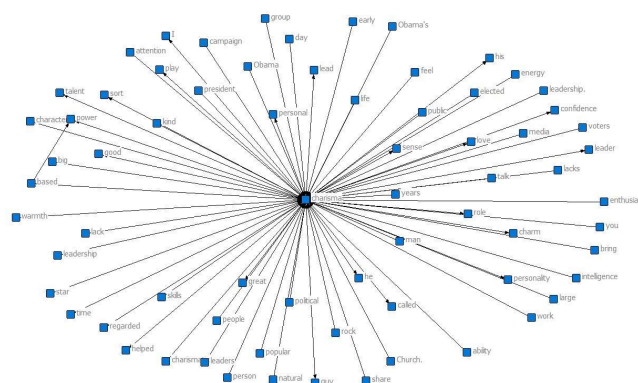 group
early
I
Obama's
campaign
day
attention
his
play
Obama
lead
feel
energy
talent
sort
president
life
elected
leadership.
personal
public
confidence
character
power
kind
love
media
voters
good
sense
leader
big
talk
lacks
based
years
charisma
enthusia
warmth
role
you
lack
charm
man
bring
leadership
great
he
personality
intelligence
star
skills
political
large
time
called
people
work
regarded
rock
helped
popular
Church.
ability
charisma
leaders
person
natural
guy
share